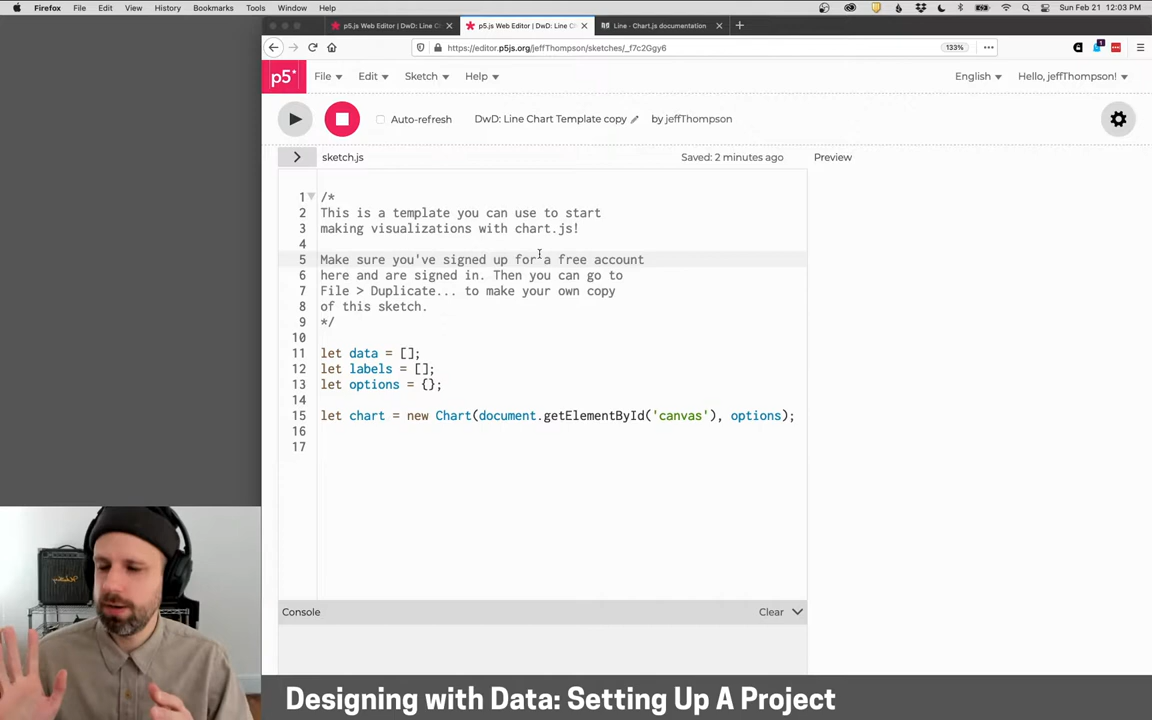 Firefox File Edit View History Bookmarks Tools Window Help Sun Feb 21 12:03 PM
p5.js Web Editor | DwD: Line C p5.js Web Editor | DwD: Line C Line - Chart.js documentation
https://editor.p5js.org/jeffThompson/sketches/_f7c2Ggy6 133%
p5* File Edit Sketch Help English Hello, jeffThompson!
Auto-refresh DwD: Line Chart Template copy by jeffThompson
sketch.js Saved: 2 minutes ago Preview
1 /*
2 This is a template you can use to start
3 making visualizations with chart.js!
4
5 Make sure you've signed up for a free account
6 here and are signed in. Then you can go to
7 File > Duplicate... to make your own copy
8 of this sketch.
9 */
10
11 let data = [];
12 let labels = [];
13 let options = {};
14
15 let chart = new Chart(document.getElementById('canvas'), options);
16
17
Console Clear
Designing with Data: Setting Up A Project